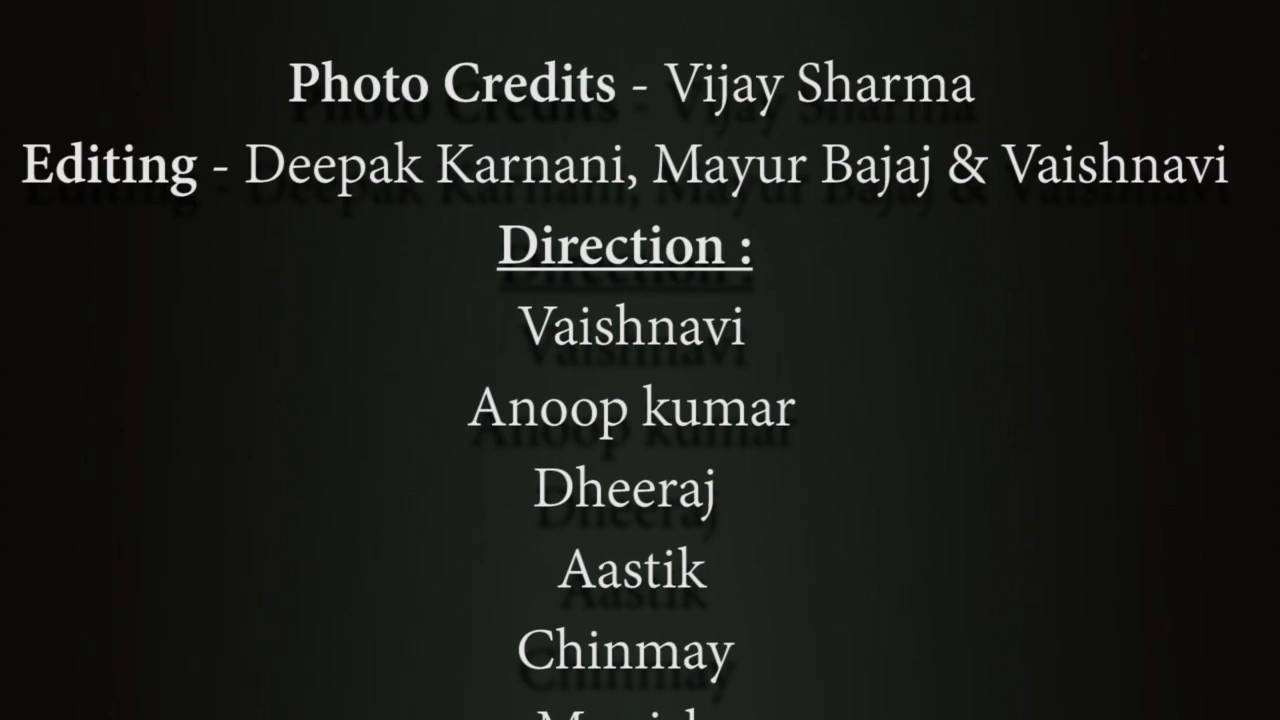 Photo Credits - Vijay Sharma
Editing - Deepak Karnani, Mayur Bajaj & Vaishnavi
Direction :
Vaishnavi
Anoop kumar
Dheeraj
Aastik
Chinmay